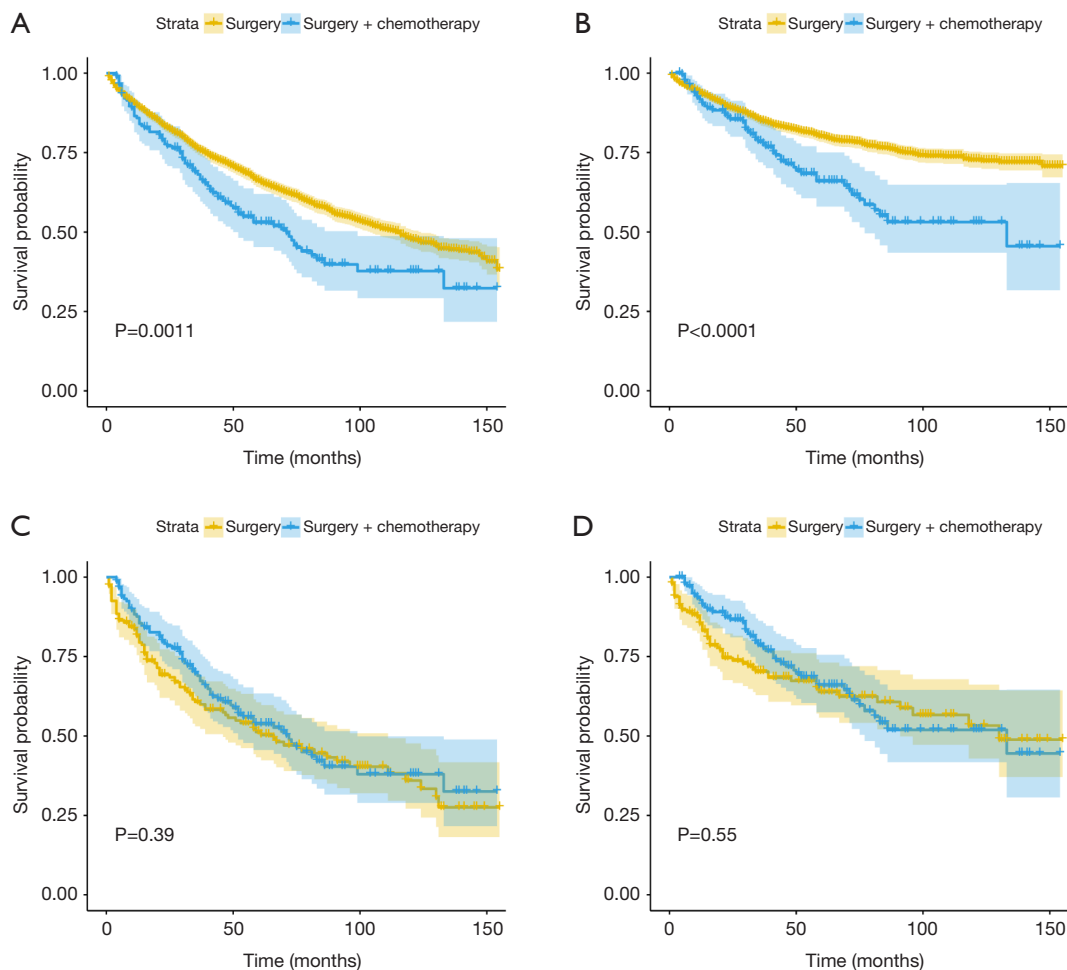 A
Strata Surgery Surgery + chemotherapy
1.00
0.75
0.50
0.25
0.00
Survival probability
P=0.0011
0 50 100 150
Time (months)
B
Strata Surgery Surgery + chemotherapy
1.00
0.75
0.50
0.25
0.00
Survival probability
P<0.0001
0 50 100 150
Time (months)
C
Strata Surgery Surgery + chemotherapy
1.00
0.75
0.50
0.25
0.00
Survival probability
P=0.39
0 50 100 150
Time (months)
D
Strata Surgery Surgery + chemotherapy
1.00
0.75
0.50
0.25
0.00
Survival probability
P=0.55
0 50 100 150
Time (months)